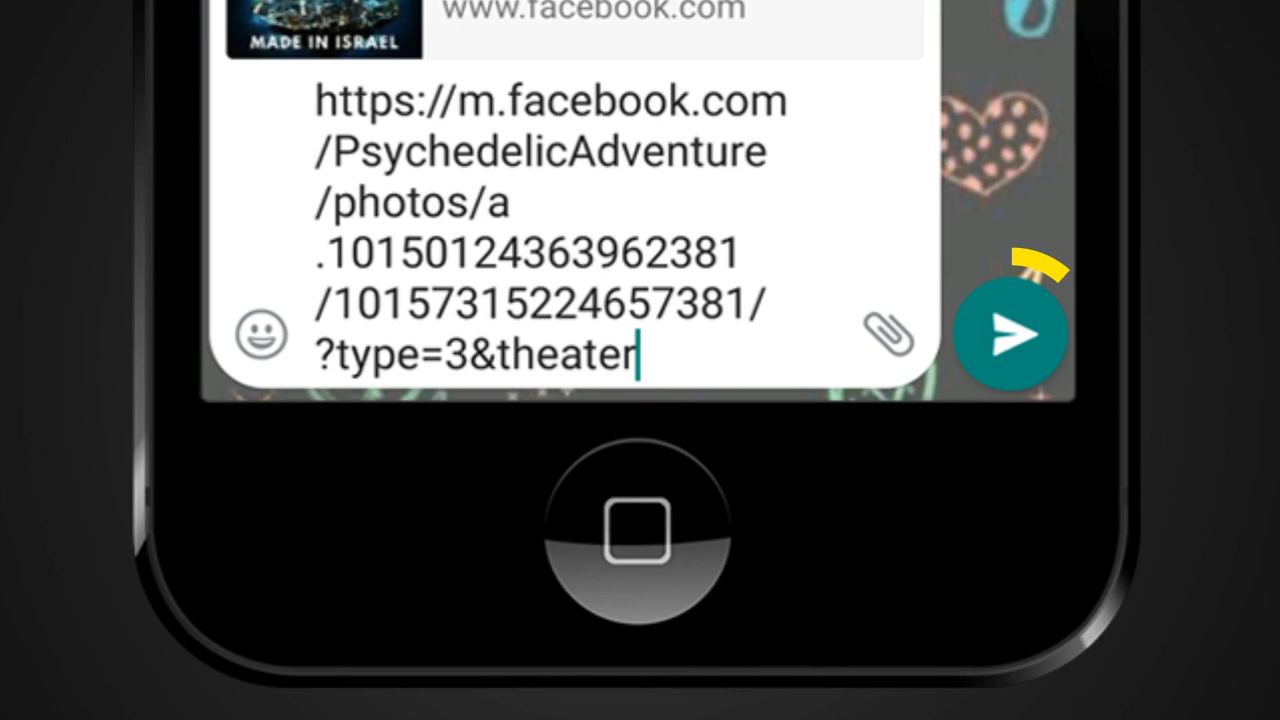 www.facebook.com
MADE IN ISRAEL
https://m.facebook.com
/PsychedelicAdventure
/photos/a
.10150124363962381
/10157315224657381/
?type=3&theater